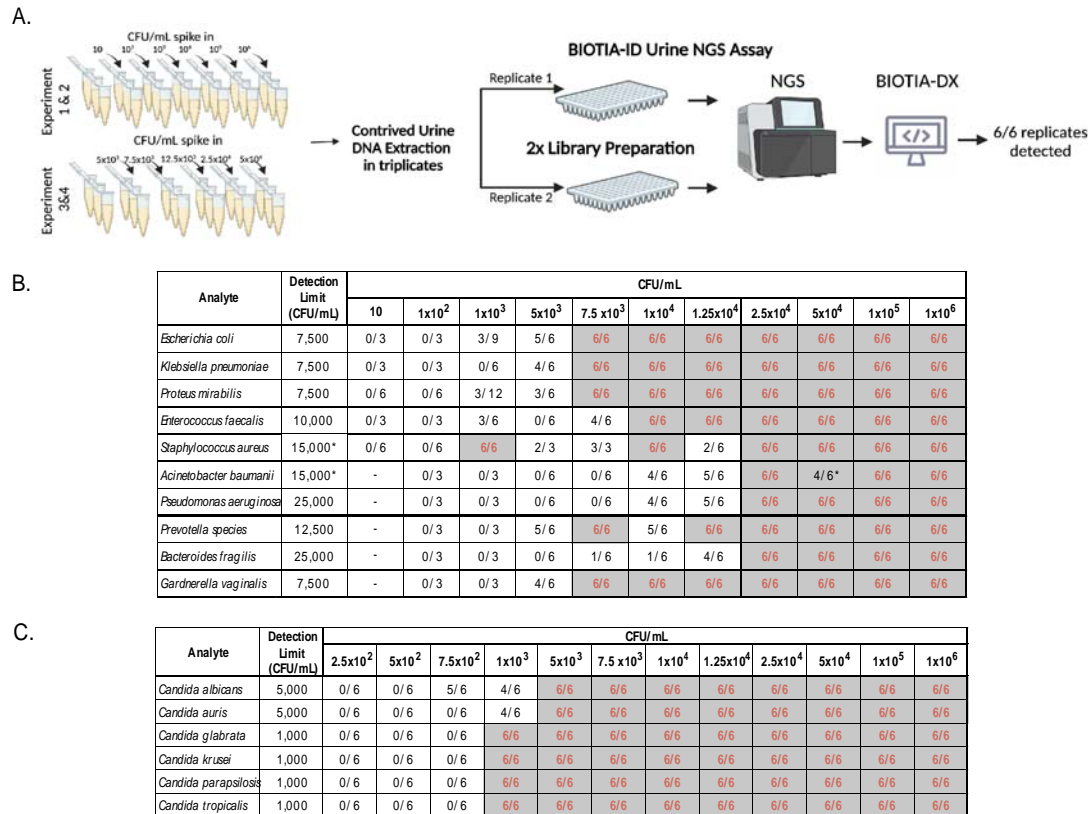 A.
CFU/mL spike in
10 10² 10³ 10⁴ 10⁵ 10⁶
Experiment
1 & 2
CFU/mL spike in
5x10³ 7.5x10³ 12.5x10³ 2.5x10⁴ 5x10⁴
Experiment
3&4
Contrived Urine
DNA Extraction
in triplicates
BIOTIA-ID Urine NGS Assay
Replicate 1
2x Library Preparation
Replicate 2
NGS
BIOTIA-DX
</>
6/6 replicates
detected
B.
Analyte Detection Limit (CFU/mL) CFU/mL
10 1x10² 1x10³ 5x10³ 7.5 x10³ 1x10⁴ 1.25x10⁴ 2.5x10⁴ 5x10⁴ 1x10⁵ 1x10⁶
Escherichia coli 7,500 0/3 0/3 3/9 5/6 6/6 6/6 6/6 6/6 6/6 6/6 6/6
Klebsiella pneumoniae 7,500 0/3 0/3 0/6 4/6 6/6 6/6 6/6 6/6 6/6 6/6 6/6
Proteus mirabilis 7,500 0/6 0/6 3/12 3/6 6/6 6/6 6/6 6/6 6/6 6/6 6/6
Enterococcus faecalis 10,000 0/3 0/3 3/6 0/6 4/6 6/6 6/6 6/6 6/6 6/6 6/6
Staphylococcus aureus 15,000* 0/6 0/6 6/6 2/3 3/3 6/6 2/6 6/6 6/6 6/6 6/6
Acinetobacter baumanii 15,000* - 0/3 0/3 0/6 0/6 4/6 5/6 6/6 4/6* 6/6 6/6
Pseudomonas aeruginosa 25,000 - 0/3 0/3 0/6 0/6 4/6 5/6 6/6 6/6 6/6 6/6
Prevotella species 12,500 - 0/3 0/3 5/6 6/6 5/6 6/6 6/6 6/6 6/6 6/6
Bacteroides fragilis 25,000 - 0/3 0/3 0/6 1/6 1/6 4/6 6/6 6/6 6/6 6/6
Gardnerella vaginalis 7,500 - 0/3 0/3 4/6 6/6 6/6 6/6 6/6 6/6 6/6 6/6
C.
Analyte Detection Limit (CFU/mL) CFU/mL
2.5x10² 5x10² 7.5x10² 1x10³ 5x10³ 7.5 x10³ 1x10⁴ 1.25x10⁴ 2.5x10⁴ 5x10⁴ 1x10⁵ 1x10⁶
Candida albicans 5,000 0/6 0/6 5/6 4/6 6/6 6/6 6/6 6/6 6/6 6/6 6/6 6/6
Candida auris 5,000 0/6 0/6 0/6 4/6 6/6 6/6 6/6 6/6 6/6 6/6 6/6 6/6
Candida glabrata 1,000 0/6 0/6 0/6 6/6 6/6 6/6 6/6 6/6 6/6 6/6 6/6 6/6
Candida krusei 1,000 0/6 0/6 0/6 6/6 6/6 6/6 6/6 6/6 6/6 6/6 6/6 6/6
Candida parapsilosis 1,000 0/6 0/6 0/6 6/6 6/6 6/6 6/6 6/6 6/6 6/6 6/6 6/6
Candida tropicalis 1,000 0/6 0/6 0/6 6/6 6/6 6/6 6/6 6/6 6/6 6/6 6/6 6/6